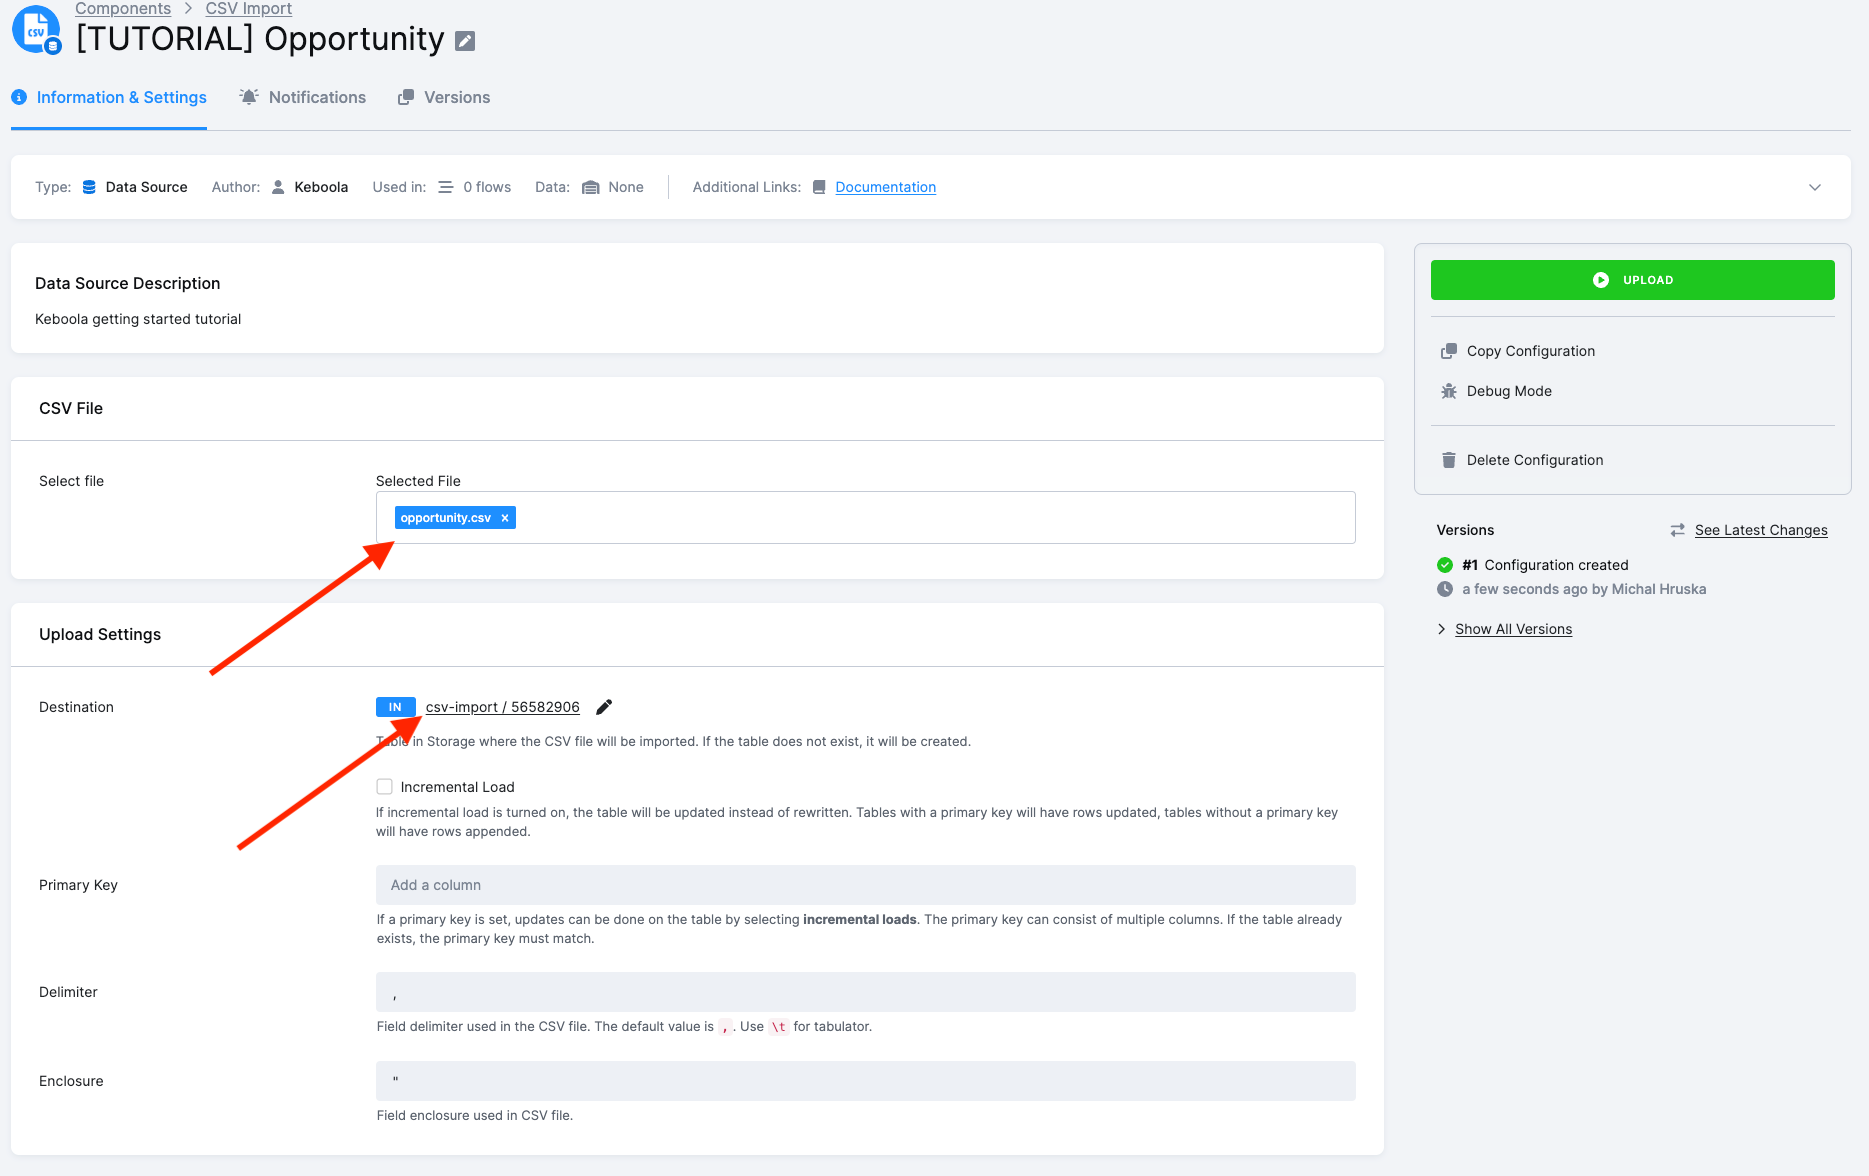 Components > CSV Import
CSV
[TUTORIAL] Opportunity
Information & Settings Notifications Versions
Type: Data Source Author: Keboola Used in: 0 flows Data: None Additional Links: Documentation
Data Source Description
Keboola getting started tutorial
CSV File
Select file
Selected File
opportunity.csv ×
Upload Settings
Destination
IN csv-import / 56582906
Table in Storage where the CSV file will be imported. If the table does not exist, it will be created.
Incremental Load
If incremental load is turned on, the table will be updated instead of rewritten. Tables with a primary key will have rows updated, tables without a primary key
will have rows appended.
Primary Key
Add a column
If a primary key is set, updates can be done on the table by selecting incremental loads. The primary key can consist of multiple columns. If the table already
exists, the primary key must match.
Delimiter
,
Field delimiter used in the CSV file. The default value is , . Use \t for tabulator.
Enclosure
"
Field enclosure used in CSV file.
UPLOAD
Copy Configuration
Debug Mode
Delete Configuration
Versions See Latest Changes
#1 Configuration created
a few seconds ago by Michal Hruska
> Show All Versions